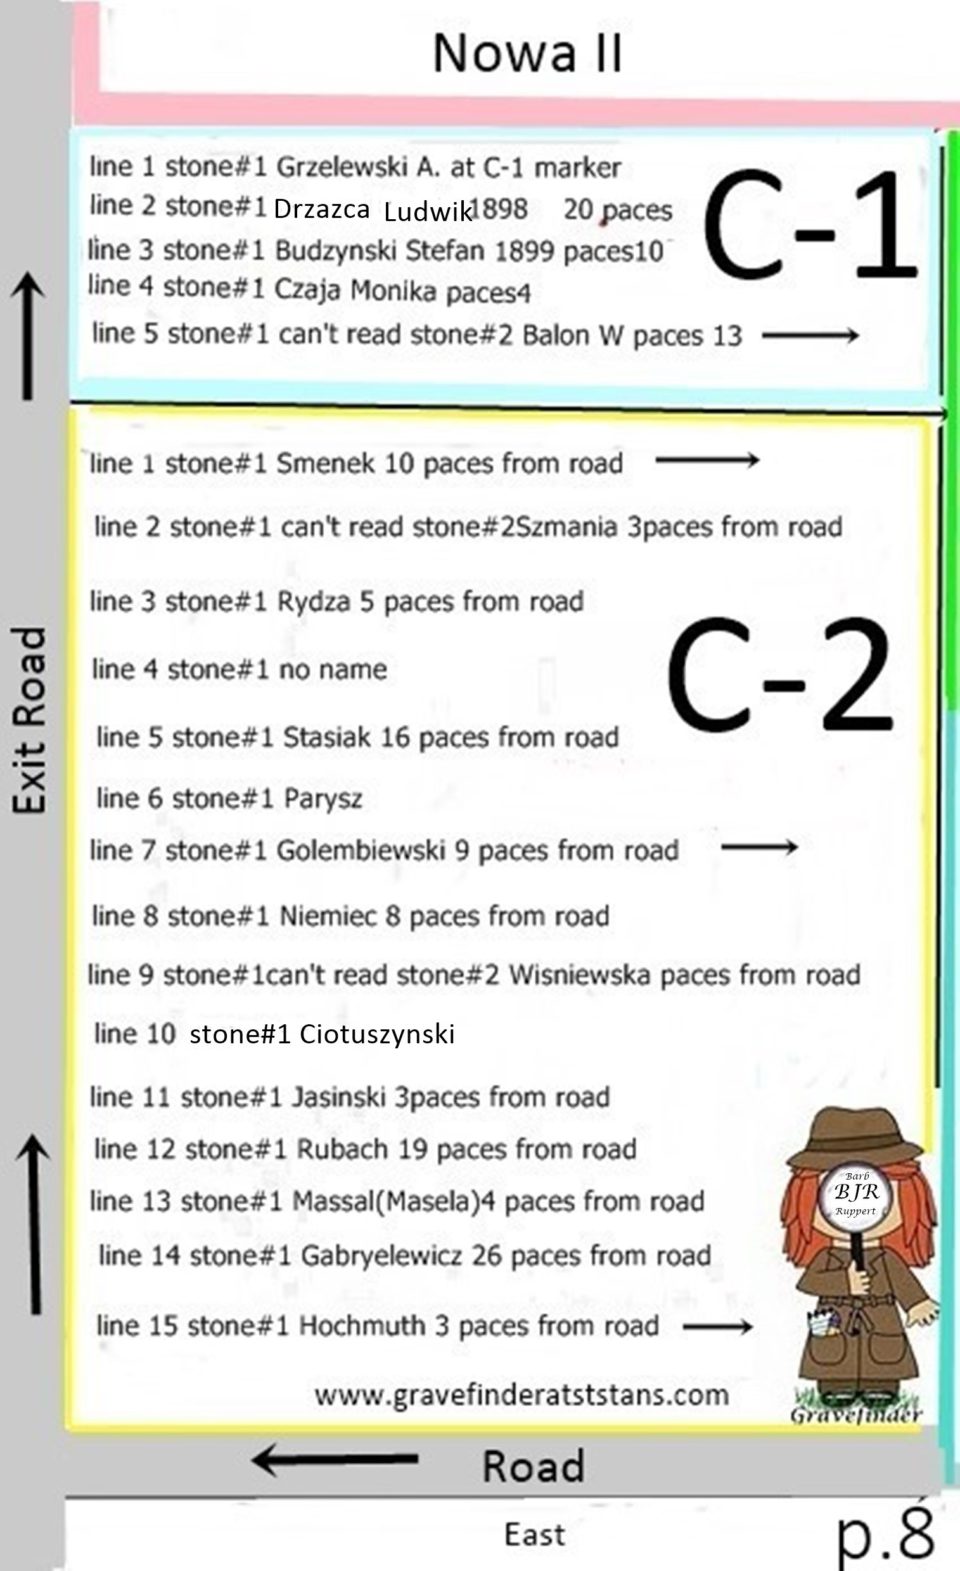 Nowa II
line 1 stone#1 Grzelewski A. at C-1 marker
C-1
line 2 stone#1 Drzazca Ludwik1898 20 paces
line 3 stone#1 Budzynski Stefan 1899 paces10
line 4 stone#1 Czaja Monika paces4
line 5 stone#1 can't read stone#2 Balon W paces 13
line 1 stone#1 Smenek 10 paces from road
line 2 stone#1 can't read stone#2Szmania 3paces from road
line 3 stone#1 Rydza 5 paces from road
C-2
line 4 stone#1 no name
line 5 stone#1 Stasiak 16 paces from road
Exit Road
line 6 stone#1 Parysz
line 7 stone#1 Golembiewski 9 paces from road
line 8 stone#1 Niemiec 8 paces from road
line 9 stone#1can't read stone#2 Wisniewska paces from road
line 10 stone#1 Ciotuszynski
line 11 stone#1 Jasinski 3paces from road
line 12 stone#1 Rubach 19 paces from road
line 13 stone#1 Massal(Masela)4 paces from road
line 14 stone#1 Gabryelewicz 26 paces from road
line 15 stone#1 Hochmuth 3 paces from road
Barb
BJR
Ruppert
www.gravefinderatststans.com
Gravefinder
Road
East
p.8